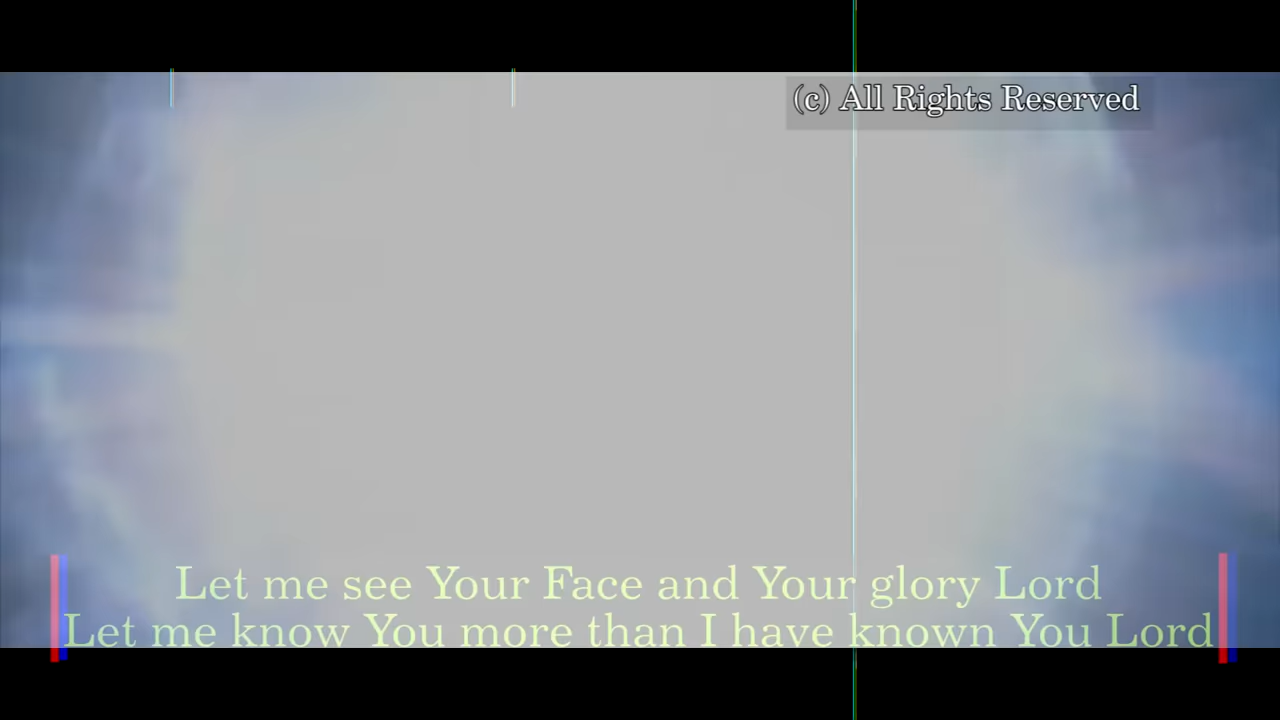 (c) All Rights Reserved
Let me see Your Face and Your glory Lord
Let me know You more than I have known You Lord